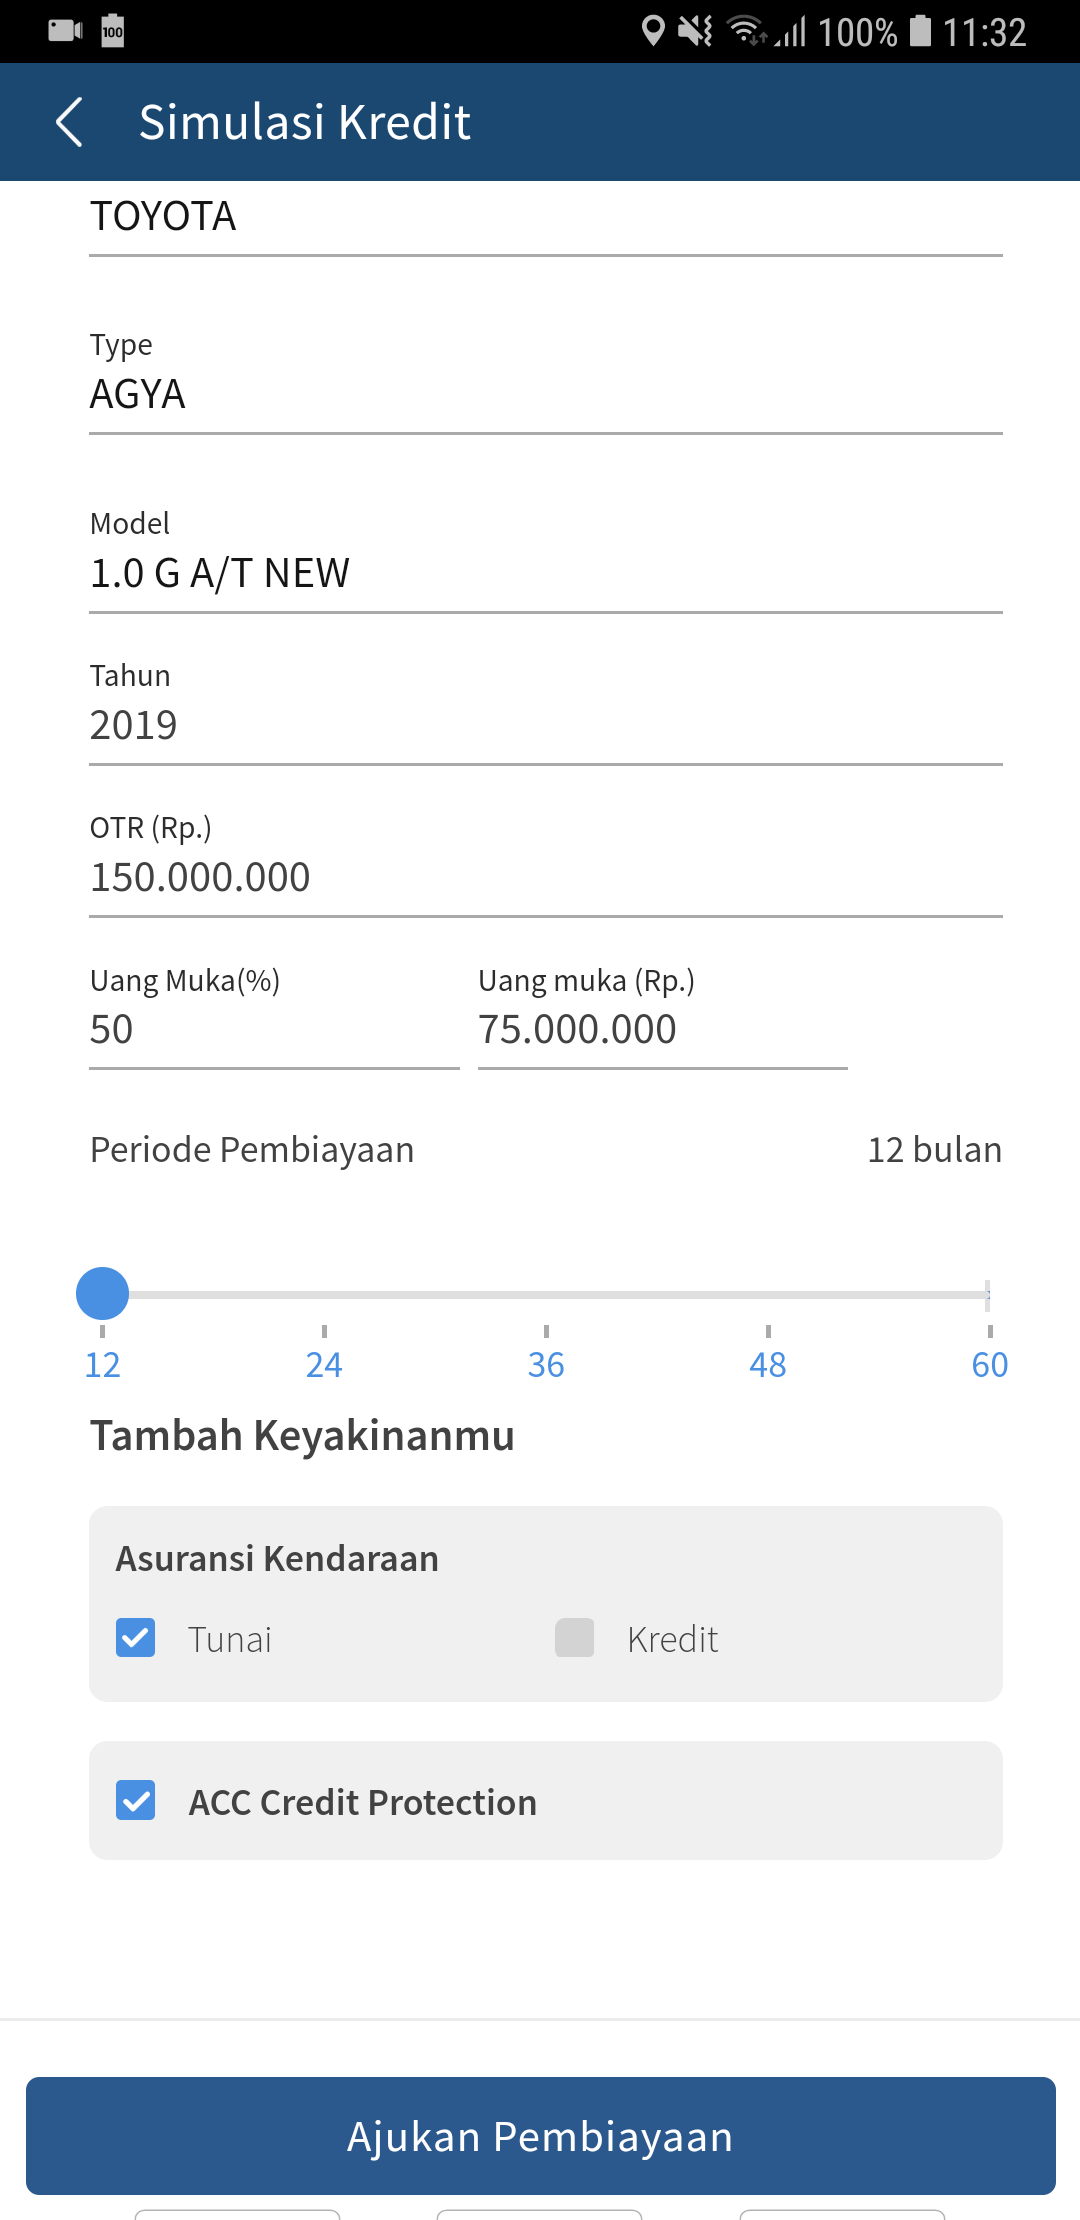 100 100% 11:32
Simulasi Kredit
TOYOTA
Type
AGYA
Model
1.0 G A/T NEW
Tahun
2019
OTR (Rp.)
150.000.000
Uang Muka(%) Uang muka (Rp.)
50 75.000.000
Periode Pembiayaan 12 bulan
12 24 36 48 60
Tambah Keyakinanmu
Asuransi Kendaraan
Tunai Kredit
ACC Credit Protection
Ajukan Pembiayaan